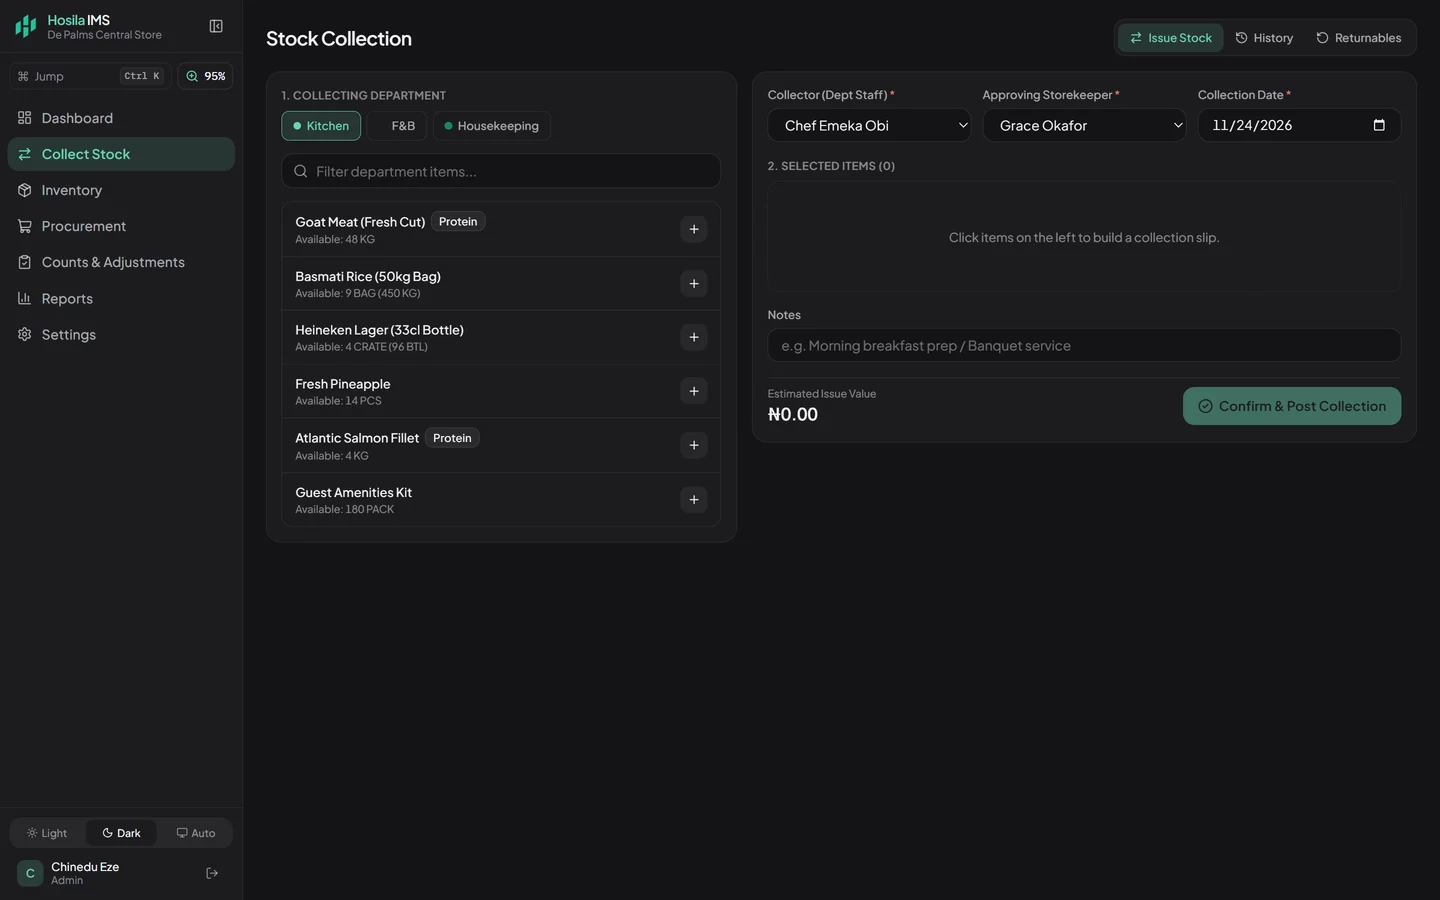 Hosila IMS
De Palms Central Store
Jump
Ctrl K
95%
Dashboard
Collect Stock
Inventory
Procurement
Counts & Adjustments
Reports
Settings
Light
Dark
Auto
C
Chinedu Eze
Admin
Stock Collection
Issue Stock
History
Returnables
1. COLLECTING DEPARTMENT
Kitchen
F&B
Housekeeping
Filter department items...
Goat Meat (Fresh Cut) Protein
Available: 48 KG
Basmati Rice (50kg Bag)
Available: 9 BAG (450 KG)
Heineken Lager (33cl Bottle)
Available: 4 CRATE (96 BTL)
Fresh Pineapple
Available: 14 PCS
Atlantic Salmon Fillet Protein
Available: 4 KG
Guest Amenities Kit
Available: 180 PACK
Collector (Dept Staff) *
Chef Emeka Obi
Approving Storekeeper *
Grace Okafor
Collection Date *
11/24/2026
2. SELECTED ITEMS (0)
Click items on the left to build a collection slip.
Notes
e.g. Morning breakfast prep / Banquet service
Estimated Issue Value
₦0.00
Confirm & Post Collection